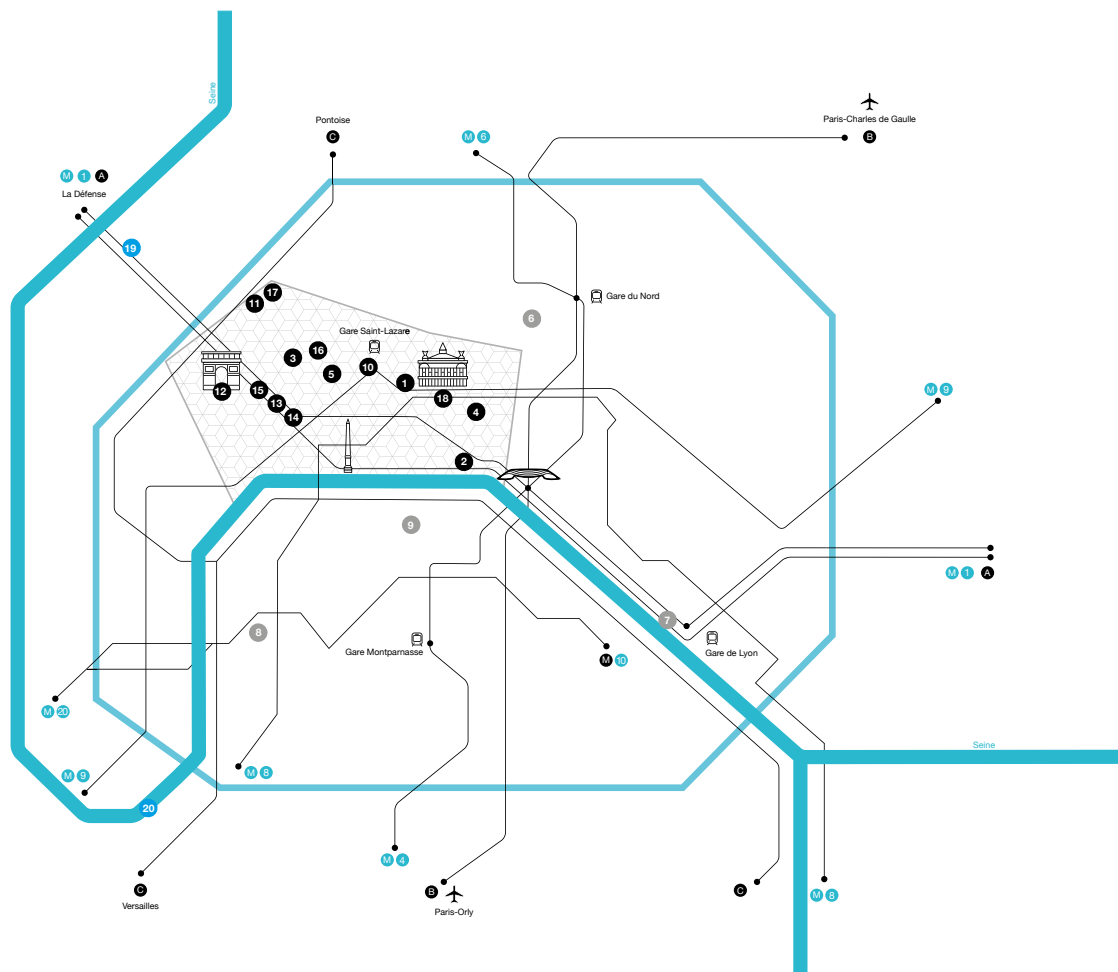 Seine
Paris-Charles de Gaulle
B
Pontoise
C
M 6
M 1 A
La Défense
19
17
11
Gare du Nord
6
Gare Saint-Lazare
16
3
10
5
1
12
15
18
13
4
14
M 9
2
9
M 1 A
7
8
Gare de Lyon
Gare Montparnasse
M 10
M 20
M 9
M 8
Seine
20
M 4
C
Versailles
B
Paris-Orly
C
M 8